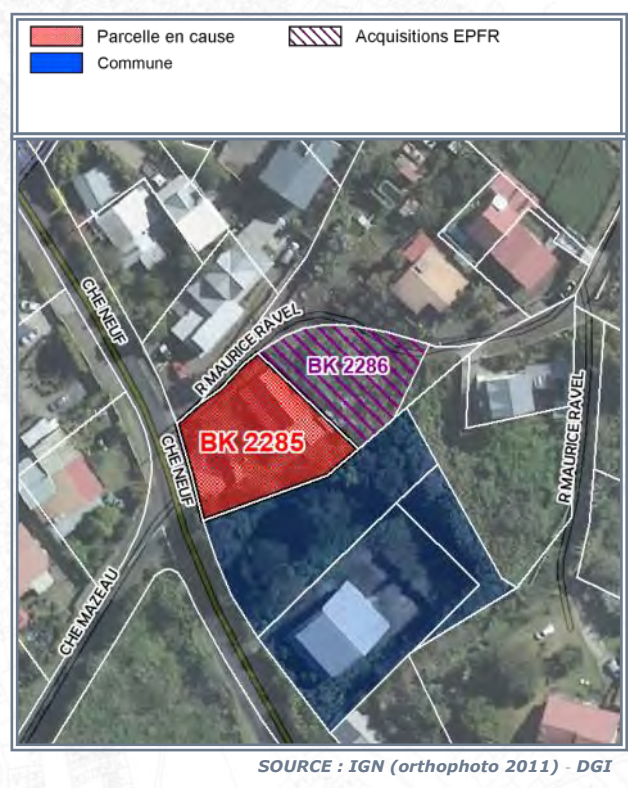 Parcelle en cause
Acquisitions EPFR
Commune
CHE NEUF
R MAURICE RAVEL
BK 2286
BK 2285
CHE NEUF
R MAURICE RAVEL
CHE MAZEAU
SOURCE : IGN (orthophoto 2011) - DGI